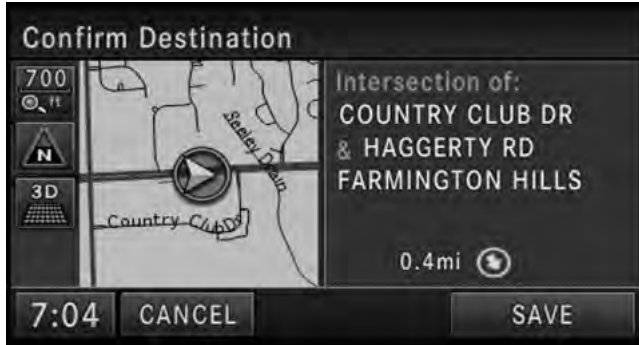 Confirm Destination
700
ft
N
3D
Seeley Drain
Country Club Dr
Intersection of:
COUNTRY CLUB DR
& HAGGERTY RD
FARMINGTON HILLS
0.4mi
7:04
CANCEL
SAVE